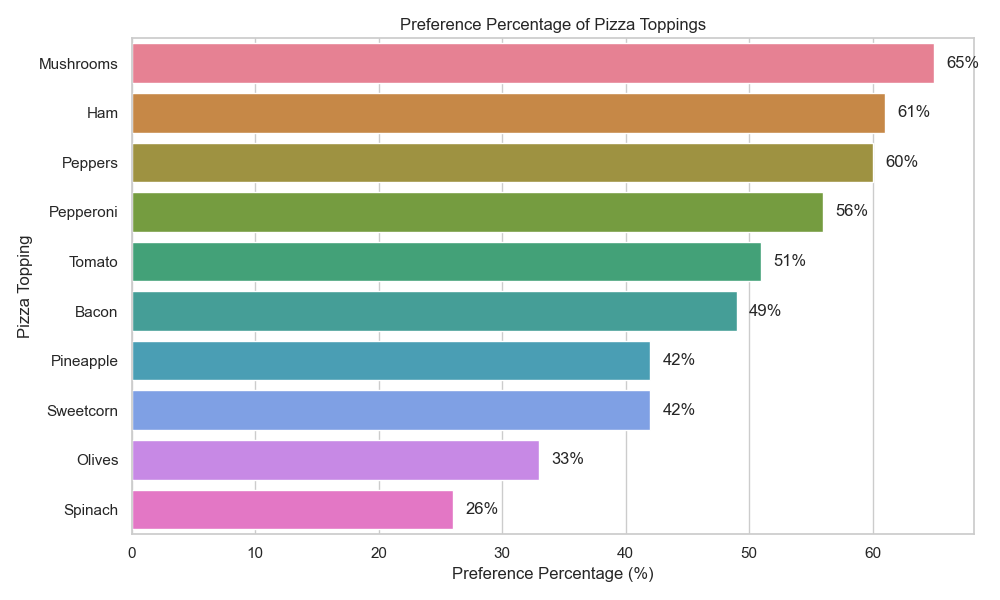 Preference Percentage of Pizza Toppings
Mushrooms 65%
Ham 61%
Peppers 60%
Pepperoni 56%
Tomato 51%
Bacon 49%
Pineapple 42%
Sweetcorn 42%
Olives 33%
Spinach 26%
Pizza Topping
0 10 20 30 40 50 60
Preference Percentage (%)